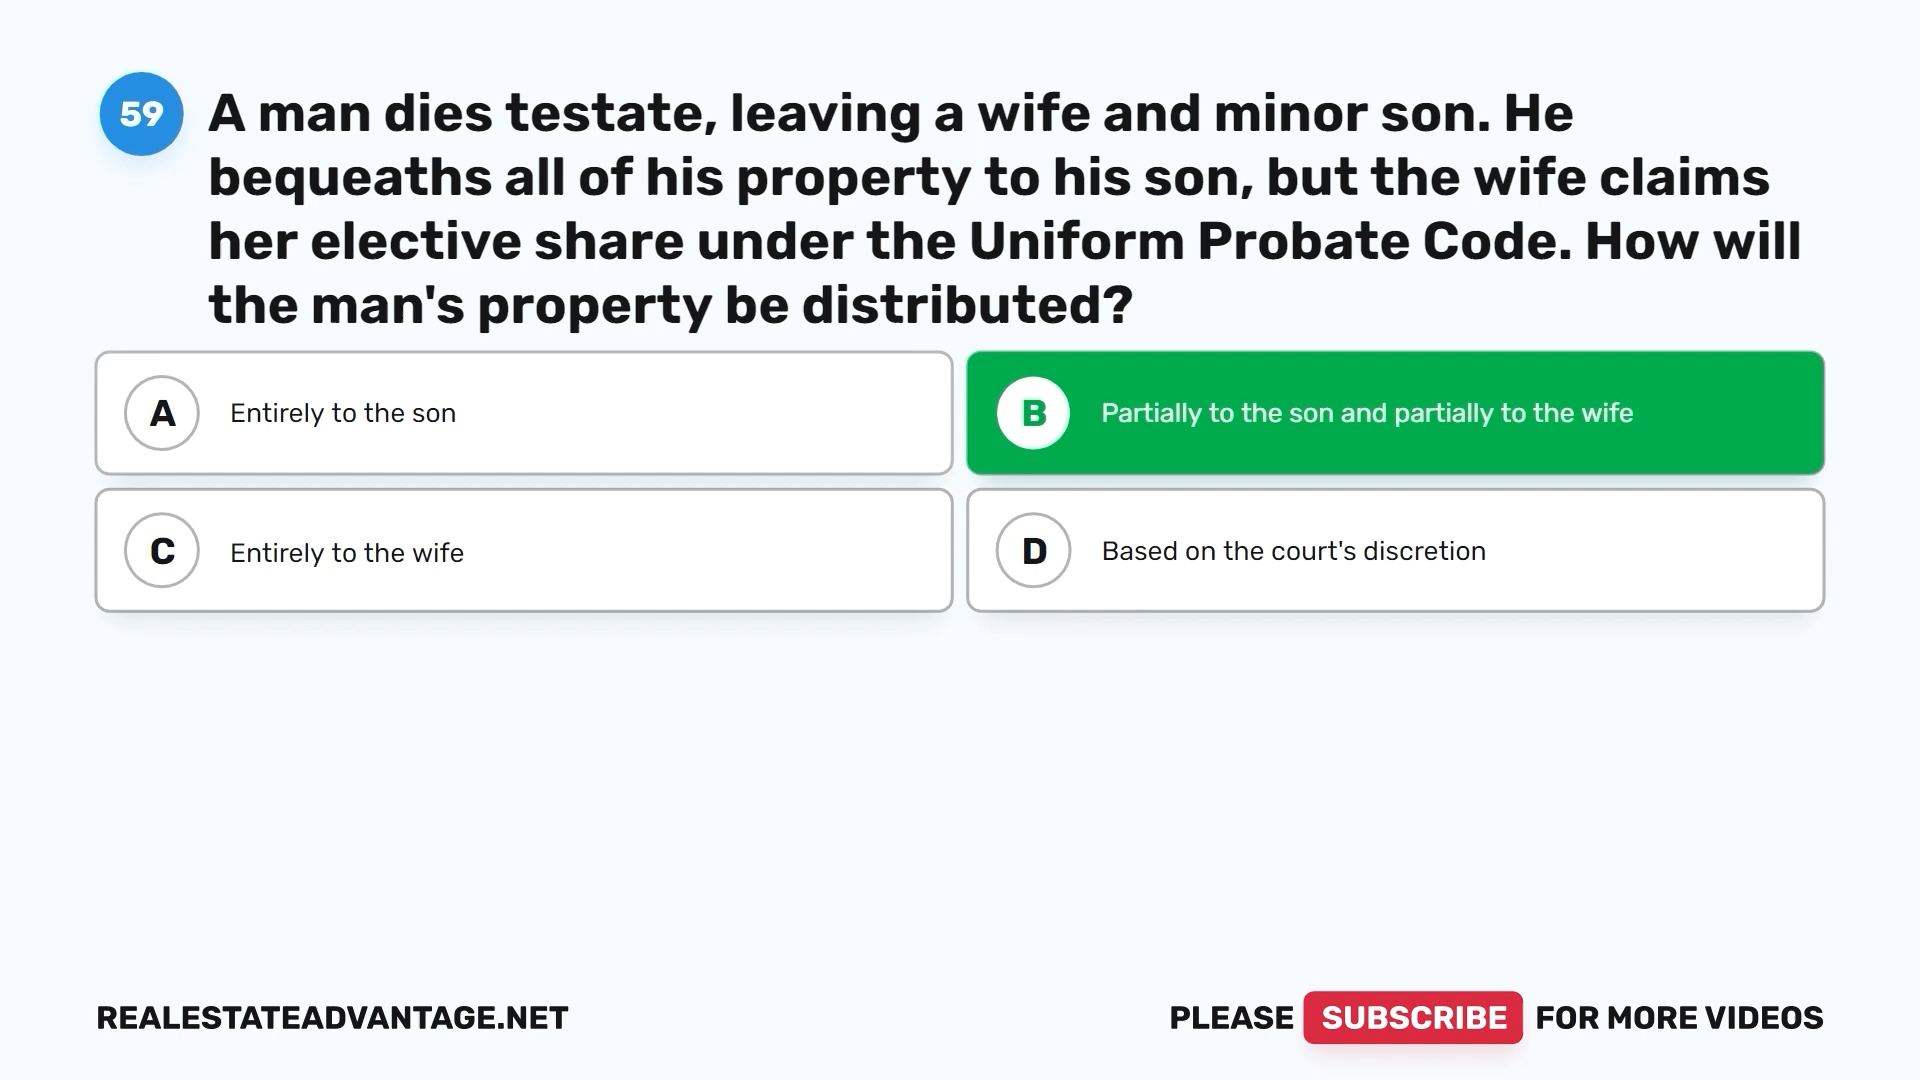 59
A man dies testate, leaving a wife and minor son. He
bequeaths all of his property to his son, but the wife claims
her elective share under the Uniform Probate Code. How will
the man's property be distributed?
A Entirely to the son
B Partially to the son and partially to the wife
C Entirely to the wife
D Based on the court's discretion
REALESTATEADVANTAGE.NET
PLEASE SUBSCRIBE FOR MORE VIDEOS